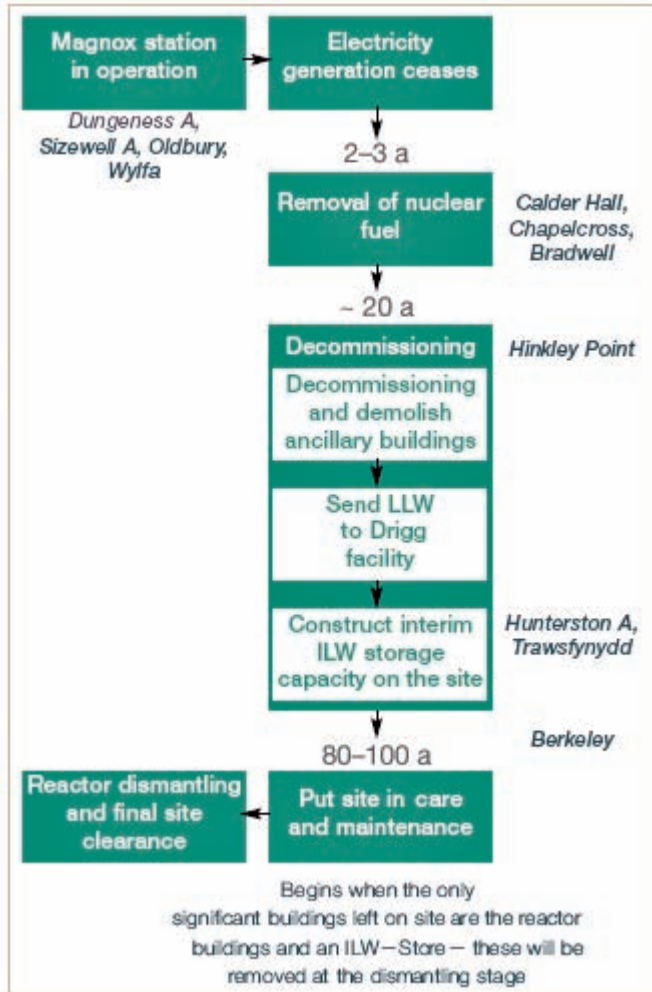 Magnox station
in operation
Electricity
generation ceases
Dungeness A,
Sizewell A, Oldbury,
Wylfa
2–3 a
Removal of nuclear
fuel
Calder Hall,
Chapelcross,
Bradwell
~ 20 a
Decommissioning
Hinkley Point
Decommissioning
and demolish
ancillary buildings
Send LLW
to Drigg
facility
Construct interim
ILW storage
capacity on the site
Hunterston A,
Trawsfynydd
Berkeley
80–100 a
Reactor dismantling
and final site
clearance
Put site in care
and maintenance
Begins when the only
significant buildings left on site are the reactor
buildings and an ILW–Store – these will be
removed at the dismantling stage